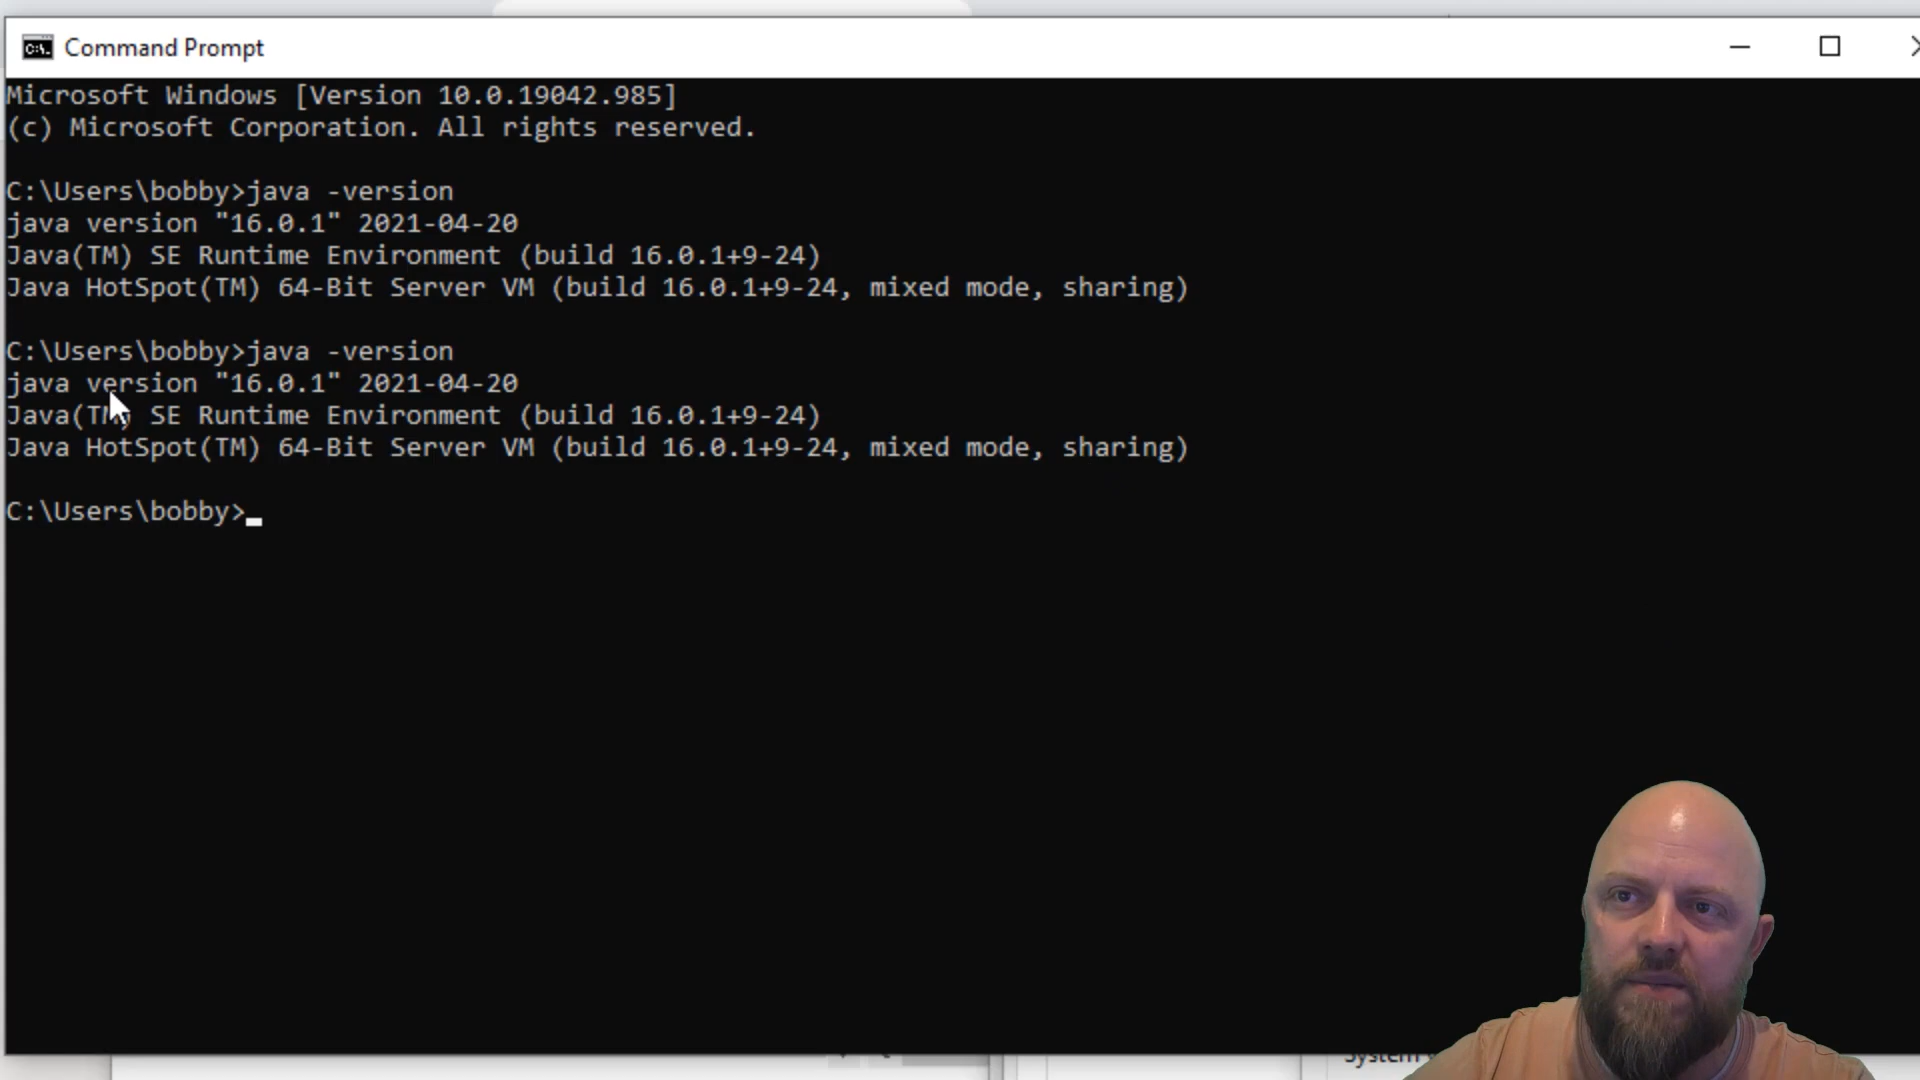 Command Prompt
Microsoft Windows [Version 10.0.19042.985]
(c) Microsoft Corporation. All rights reserved.
C:\Users\bobby>java -version
java version "16.0.1" 2021-04-20
Java(TM) SE Runtime Environment (build 16.0.1+9-24)
Java HotSpot(TM) 64-Bit Server VM (build 16.0.1+9-24, mixed mode, sharing)
C:\Users\bobby>java -version
java version "16.0.1" 2021-04-20
Java(TM) SE Runtime Environment (build 16.0.1+9-24)
Java HotSpot(TM) 64-Bit Server VM (build 16.0.1+9-24, mixed mode, sharing)
C:\Users\bobby>
System